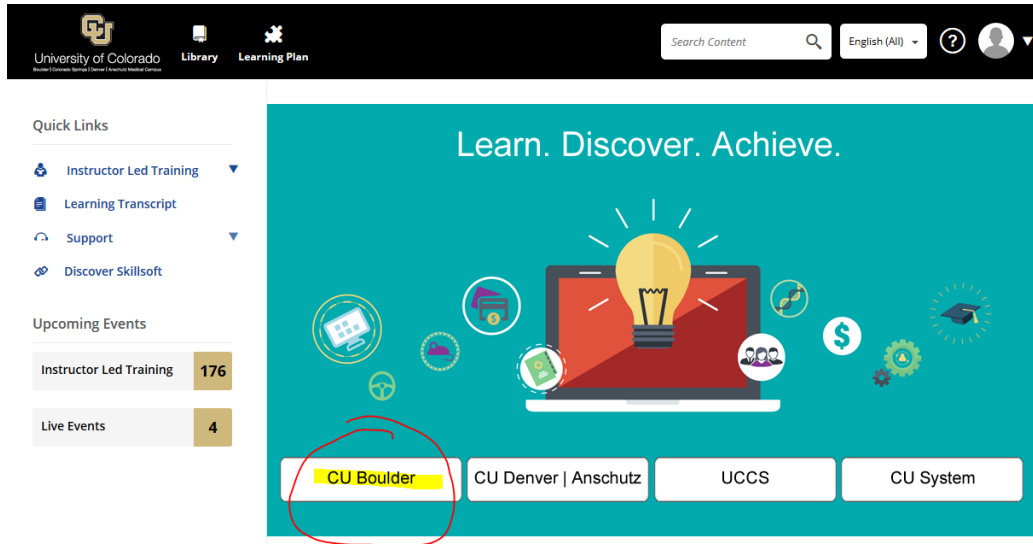 CU
University of Colorado
Boulder | Colorado Springs | Denver | Anschutz Medical Campus
Library
Learning Plan
Search Content
English (All)
?
Quick Links
Instructor Led Training
Learning Transcript
Support
Discover Skillsoft
Upcoming Events
Instructor Led Training 176
Live Events 4
Learn. Discover. Achieve.
$
$
CU Boulder
CU Denver | Anschutz
UCCS
CU System